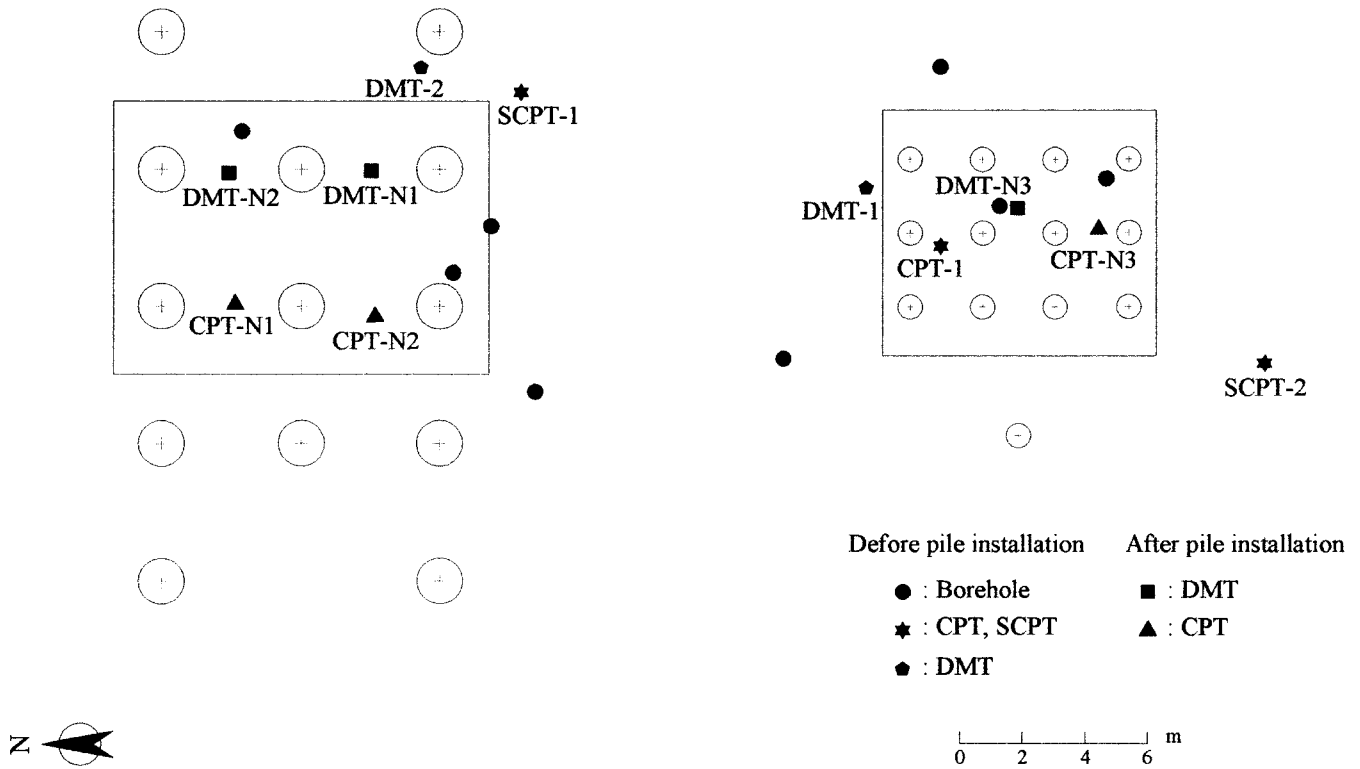 DMT-2
SCPT-1
DMT-N2
DMT-N1
CPT-N1
CPT-N2
DMT-N3
DMT-1
CPT-1
CPT-N3
SCPT-2
Defore pile installation
After pile installation
: Borehole
: DMT
: CPT, SCPT
: CPT
: DMT
N
m
0 2 4 6